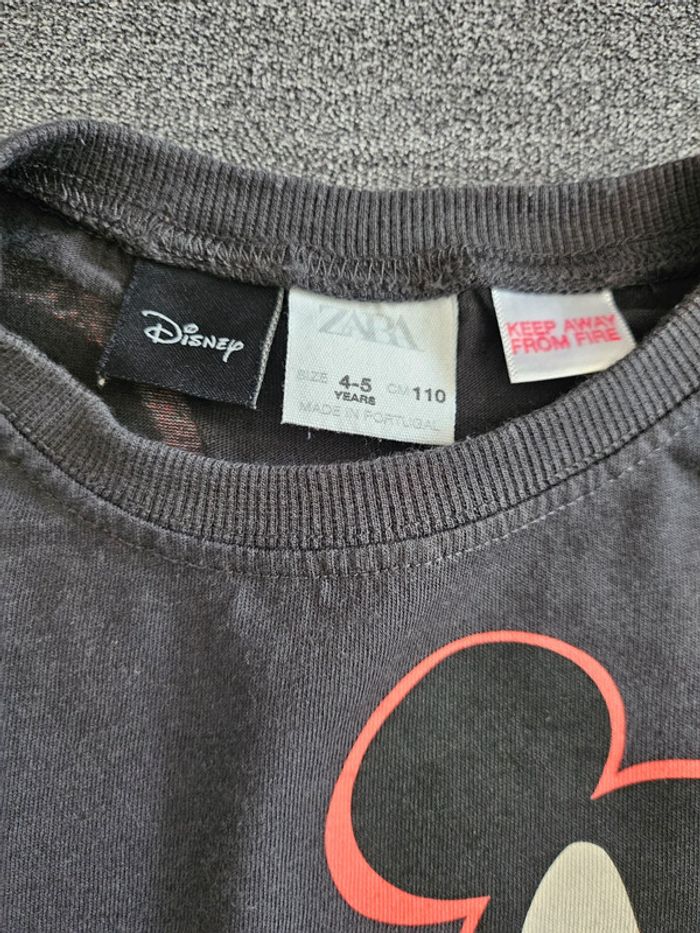 Disney
ZARA
SIZE 4-5 CM 110
YEARS
MADE IN PORTUGAL
KEEP AWAY
FROM FIRE